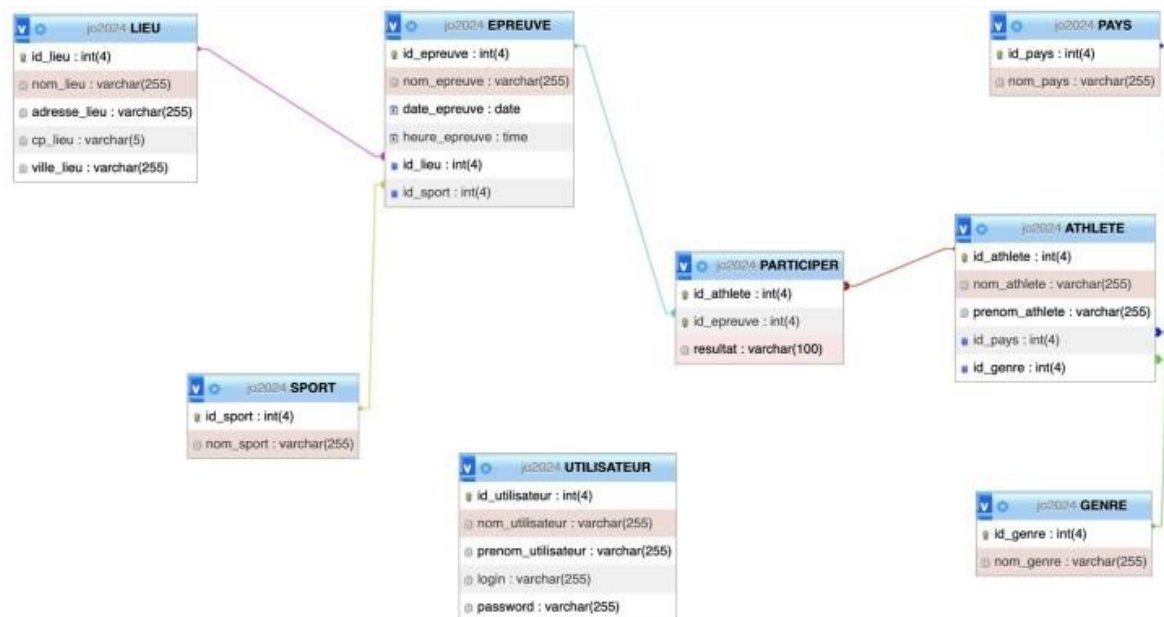 jo2024 LIEU
id_lieu : int(4)
nom_lieu : varchar(255)
adresse_lieu : varchar(255)
cp_lieu : varchar(5)
ville_lieu : varchar(255)
jo2024 EPREUVE
id_epreuve : int(4)
nom_epreuve : varchar(255)
date_epreuve : date
heure_epreuve : time
id_lieu : int(4)
id_sport : int(4)
jo2024 PAYS
id_pays : int(4)
nom_pays : varchar(255)
jo2024 PARTICIPER
id_athlete : int(4)
id_epreuve : int(4)
resultat : varchar(100)
jo2024 ATHLETE
id_athlete : int(4)
nom_athlete : varchar(255)
prenom_athlete : varchar(255)
id_pays : int(4)
id_genre : int(4)
jo2024 SPORT
id_sport : int(4)
nom_sport : varchar(255)
jo2024 UTILISATEUR
id_utilisateur : int(4)
nom_utilisateur : varchar(255)
prenom_utilisateur : varchar(255)
login : varchar(255)
password : varchar(255)
jo2024 GENRE
id_genre : int(4)
nom_genre : varchar(255)